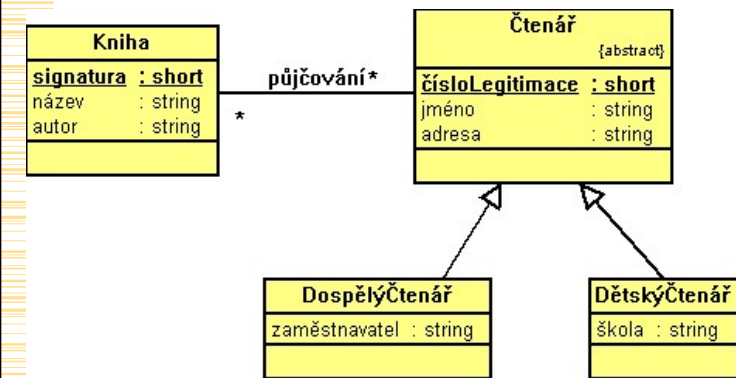 Kniha
signatura : short
název : string
autor : string
půjčování*
*
Čtenář
{abstract}
čísloLegitimace : short
jméno : string
adresa : string
DospělýČtenář
zaměstnavatel : string
DětskýČtenář
škola : string